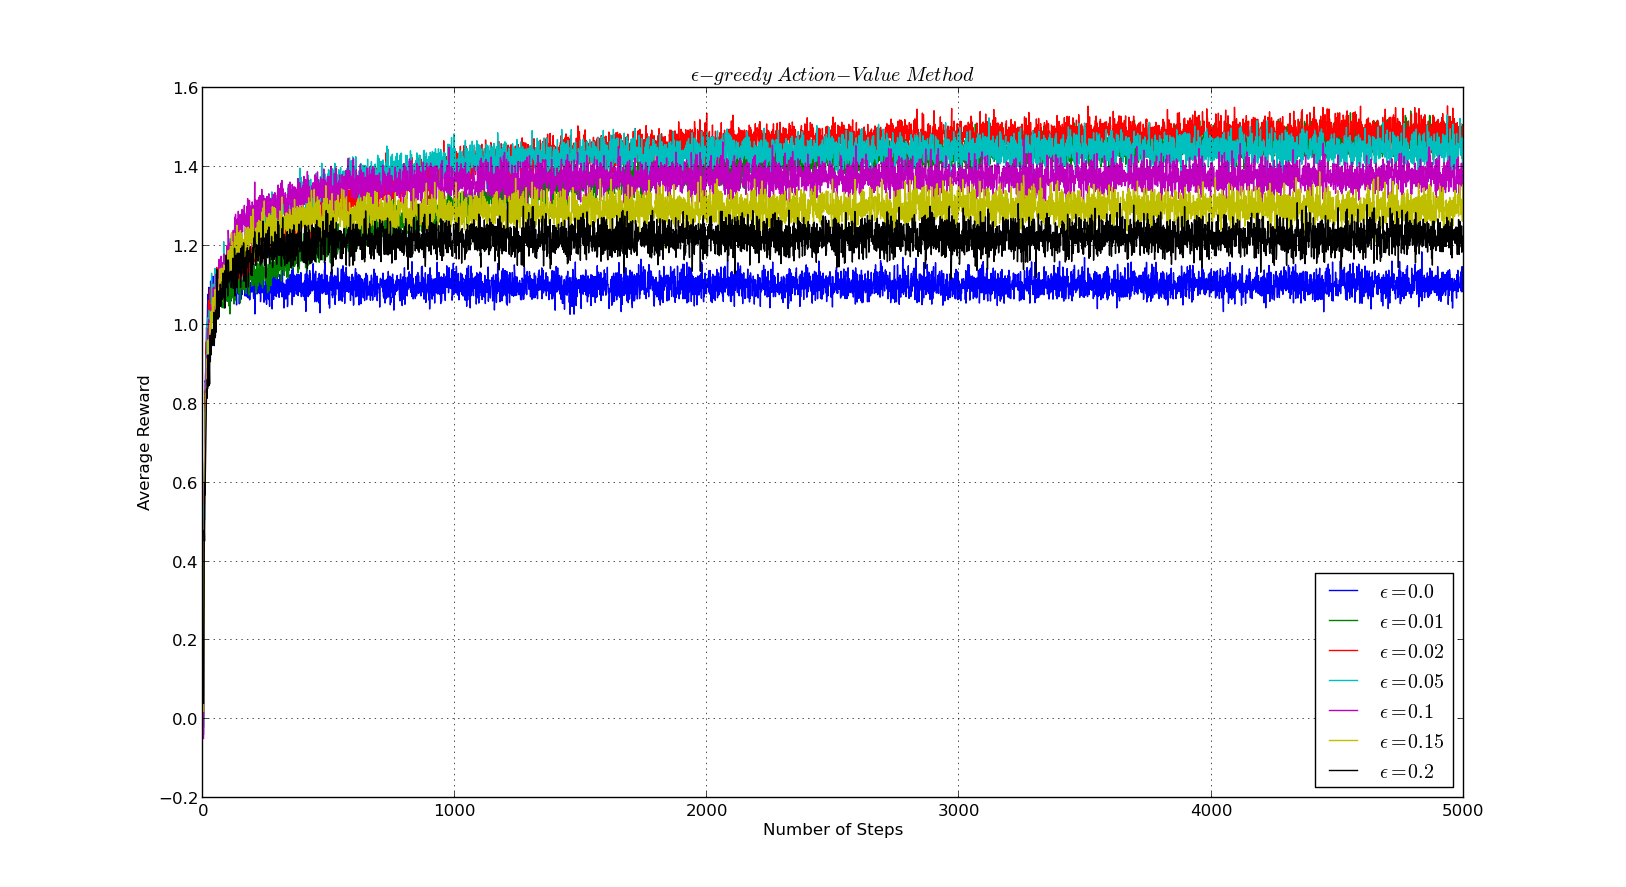 ϵ−greedy Action−Value Method
1.6
1.4
1.2
1.0
0.8
0.6
0.4
0.2
0.0
−0.2
Average Reward
0 1000 2000 3000 4000 5000
Number of Steps
ϵ=0.0
ϵ=0.01
ϵ=0.02
ϵ=0.05
ϵ=0.1
ϵ=0.15
ϵ=0.2